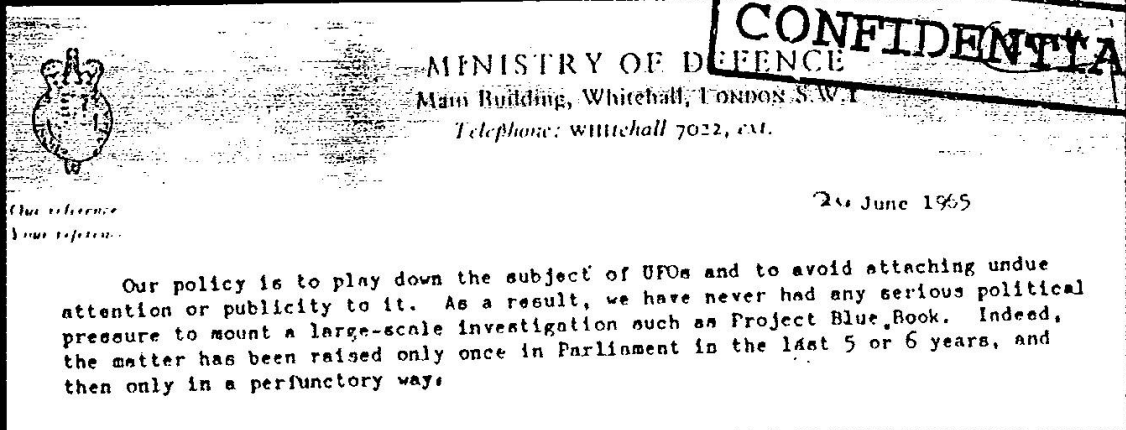 CONFIDENTIA
MINISTRY OF DEFENCE
Main Building, Whitehall, LONDON S.W.1
Telephone: WHItehall 7022, ext.
Our reference
Your reference
June 1965
Our policy is to play down the subject of UFOs and to avoid attaching undue
attention or publicity to it. As a result, we have never had any serious political
pressure to mount a large-scale investigation such as Project Blue Book. Indeed,
the matter has been raised only once in Parliament in the last 5 or 6 years, and
then only in a perfunctory way.